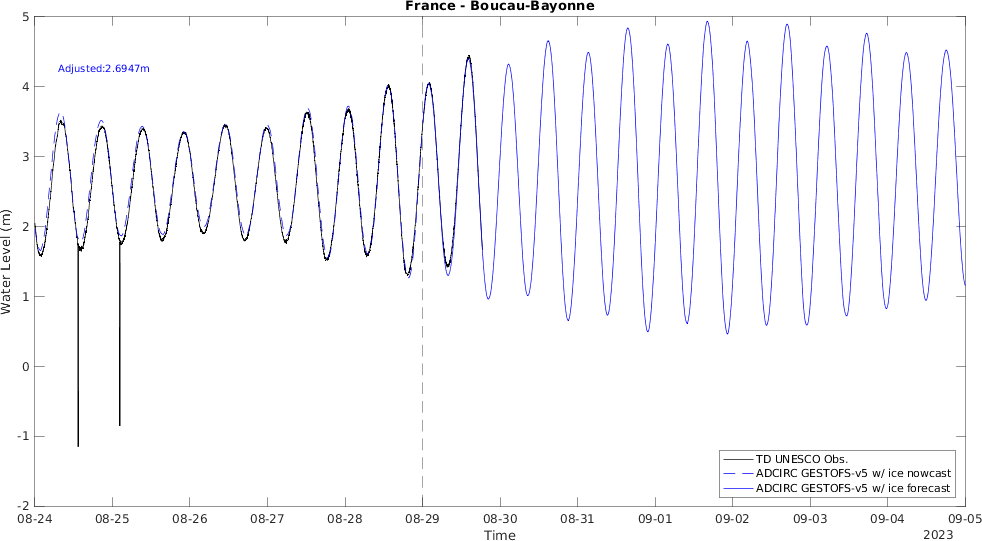 France - Boucau-Bayonne
Adjusted:2.6947m
Water Level (m)
5
4
3
2
1
0
-1
-2
TD UNESCO Obs.
ADCIRC GESTOFS-v5 w/ ice nowcast
ADCIRC GESTOFS-v5 w/ ice forecast
08-24 08-25 08-26 08-27 08-28 08-29 08-30 08-31 09-01 09-02 09-03 09-04 09-05
Time
2023